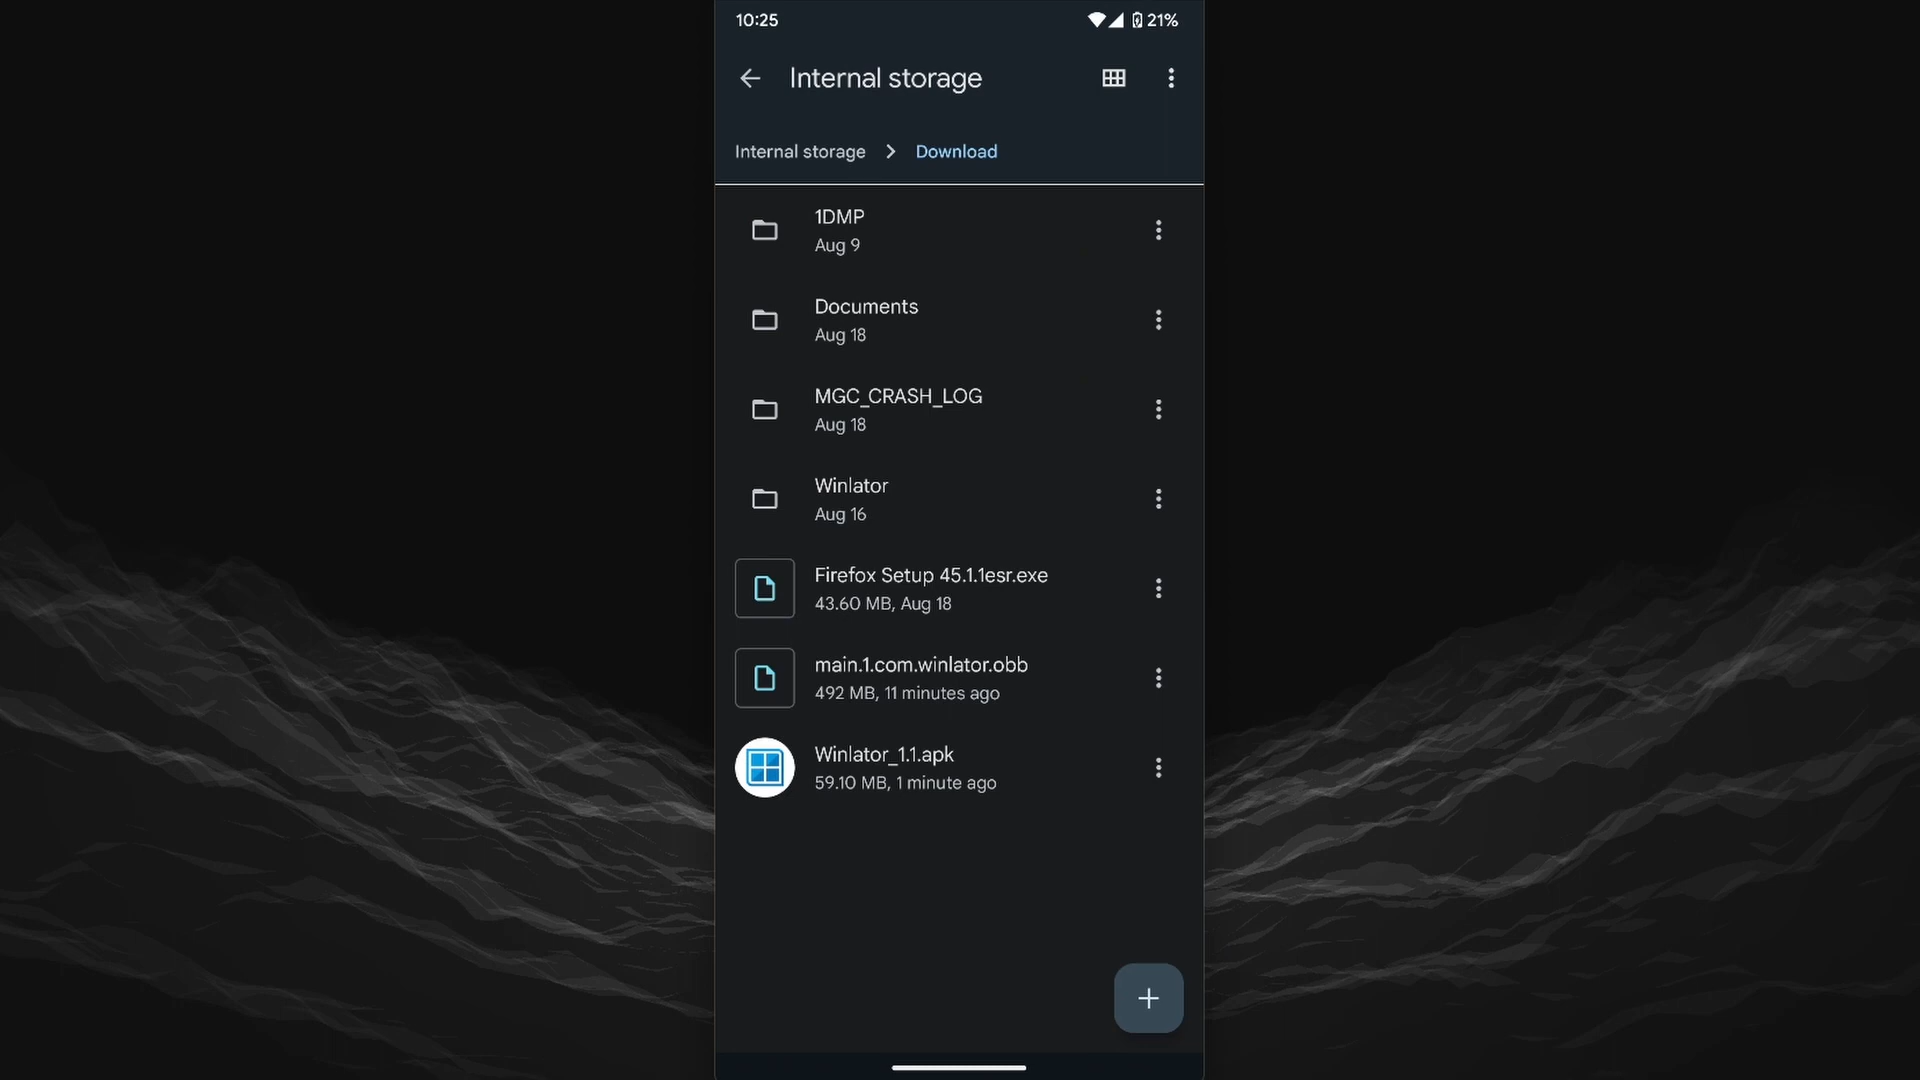 10:25
21%
Internal storage
Internal storage
Download
1DMP
Aug 9
Documents
Aug 18
MGC_CRASH_LOG
Aug 18
Winlator
Aug 16
Firefox Setup 45.1.1esr.exe
43.60 MB, Aug 18
main.1.com.winlator.obb
492 MB, 11 minutes ago
Winlator_1.1.apk
59.10 MB, 1 minute ago